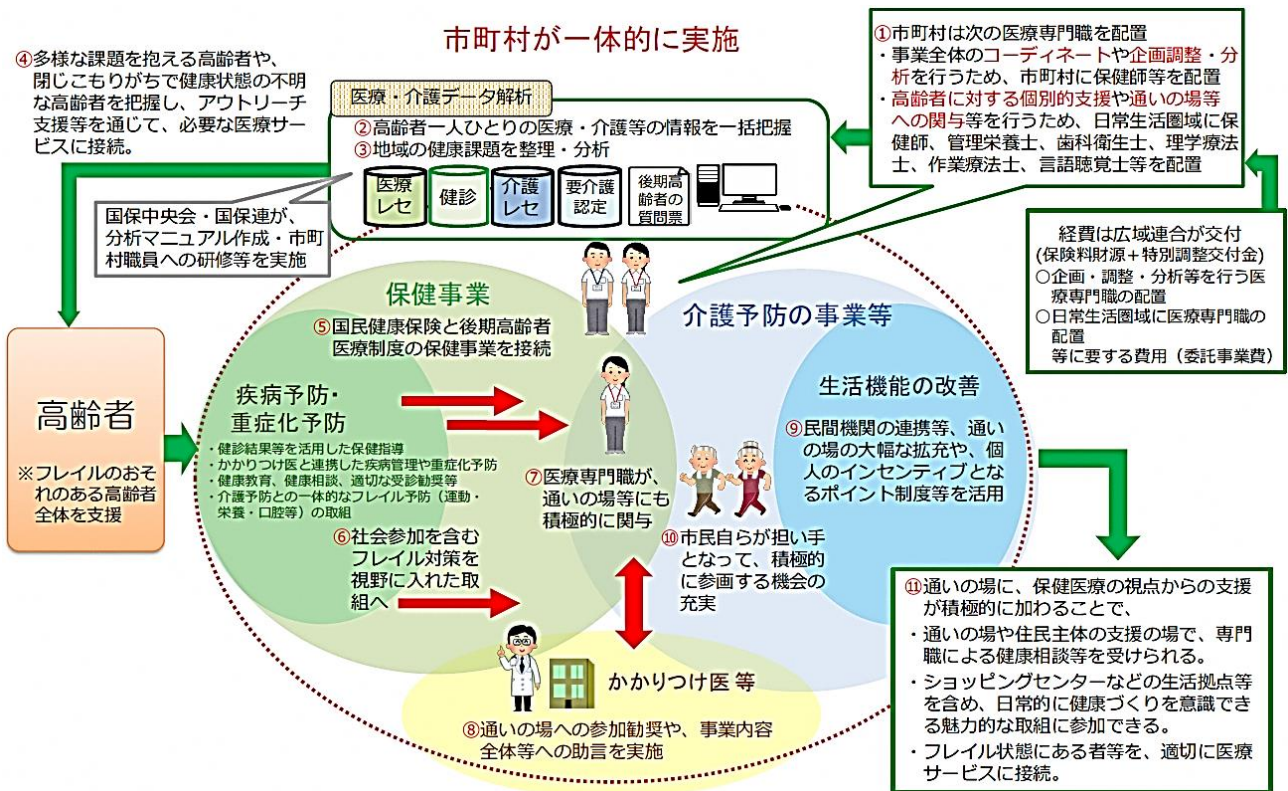 市町村が一体的に実施
④多様な課題を抱える高齢者や、
閉じこもりがちで健康状態の不明
な高齢者を把握し、アウトリーチ
支援等を通じて、必要な医療サー
ビスに接続。
医療・介護データ解析
②高齢者一人ひとりの医療・介護等の情報を一括把握
③地域の健康課題を整理・分析
医療
レセ
健診
介護
レセ
要介護
認定
後期高
齢者の
質問票
①市町村は次の医療専門職を配置
・事業全体のコーディネートや企画調整・分
析を行うため、市町村に保健師等を配置
・高齢者に対する個別的支援や通いの場等
への関与等を行うため、日常生活圏域に保
健師、管理栄養士、歯科衛生士、理学療法
士、作業療法士、言語聴覚士等を配置
国保中央会・国保連が、
分析マニュアル作成・市町
村職員への研修等を実施
経費は広域連合が交付
(保険料財源+特別調整交付金)
○企画・調整・分析等を行う医
療専門職の配置
○日常生活圏域に医療専門職の
配置
等に要する費用(委託事業費)
高齢者
※フレイルのおそ
れのある高齢者
全体を支援
保健事業
⑤国民健康保険と後期高齢者
医療制度の保健事業を接続
疾病予防・
重症化予防
・健診結果等を活用した保健指導
・かかりつけ医と連携した疾病管理や重症化予防
・健康教育、健康相談、適切な受診勧奨等
・介護予防との一体的なフレイル予防(運動・
栄養・口腔等)の取組
⑥社会参加を含む
フレイル対策を
視野に入れた取
組へ
⑦医療専門職が、
通いの場等にも
積極的に関与
介護予防の事業等
生活機能の改善
⑨民間機関の連携等、通い
の場の大幅な拡充や、個
人のインセンティブとな
るポイント制度等を活用
⑩市民自らが担い手
となって、積極的
に参画する機会の
充実
かかりつけ医 等
⑧通いの場への参加勧奨や、事業内容
全体等への助言を実施
⑪通いの場に、保健医療の視点からの支援
が積極的に加わることで、
・通いの場や住民主体の支援の場で、専門
職による健康相談等を受けられる。
・ショッピングセンターなどの生活拠点等
を含め、日常的に健康づくりを意識でき
る魅力的な取組に参加できる。
・フレイル状態にある者等を、適切に医療
サービスに接続。